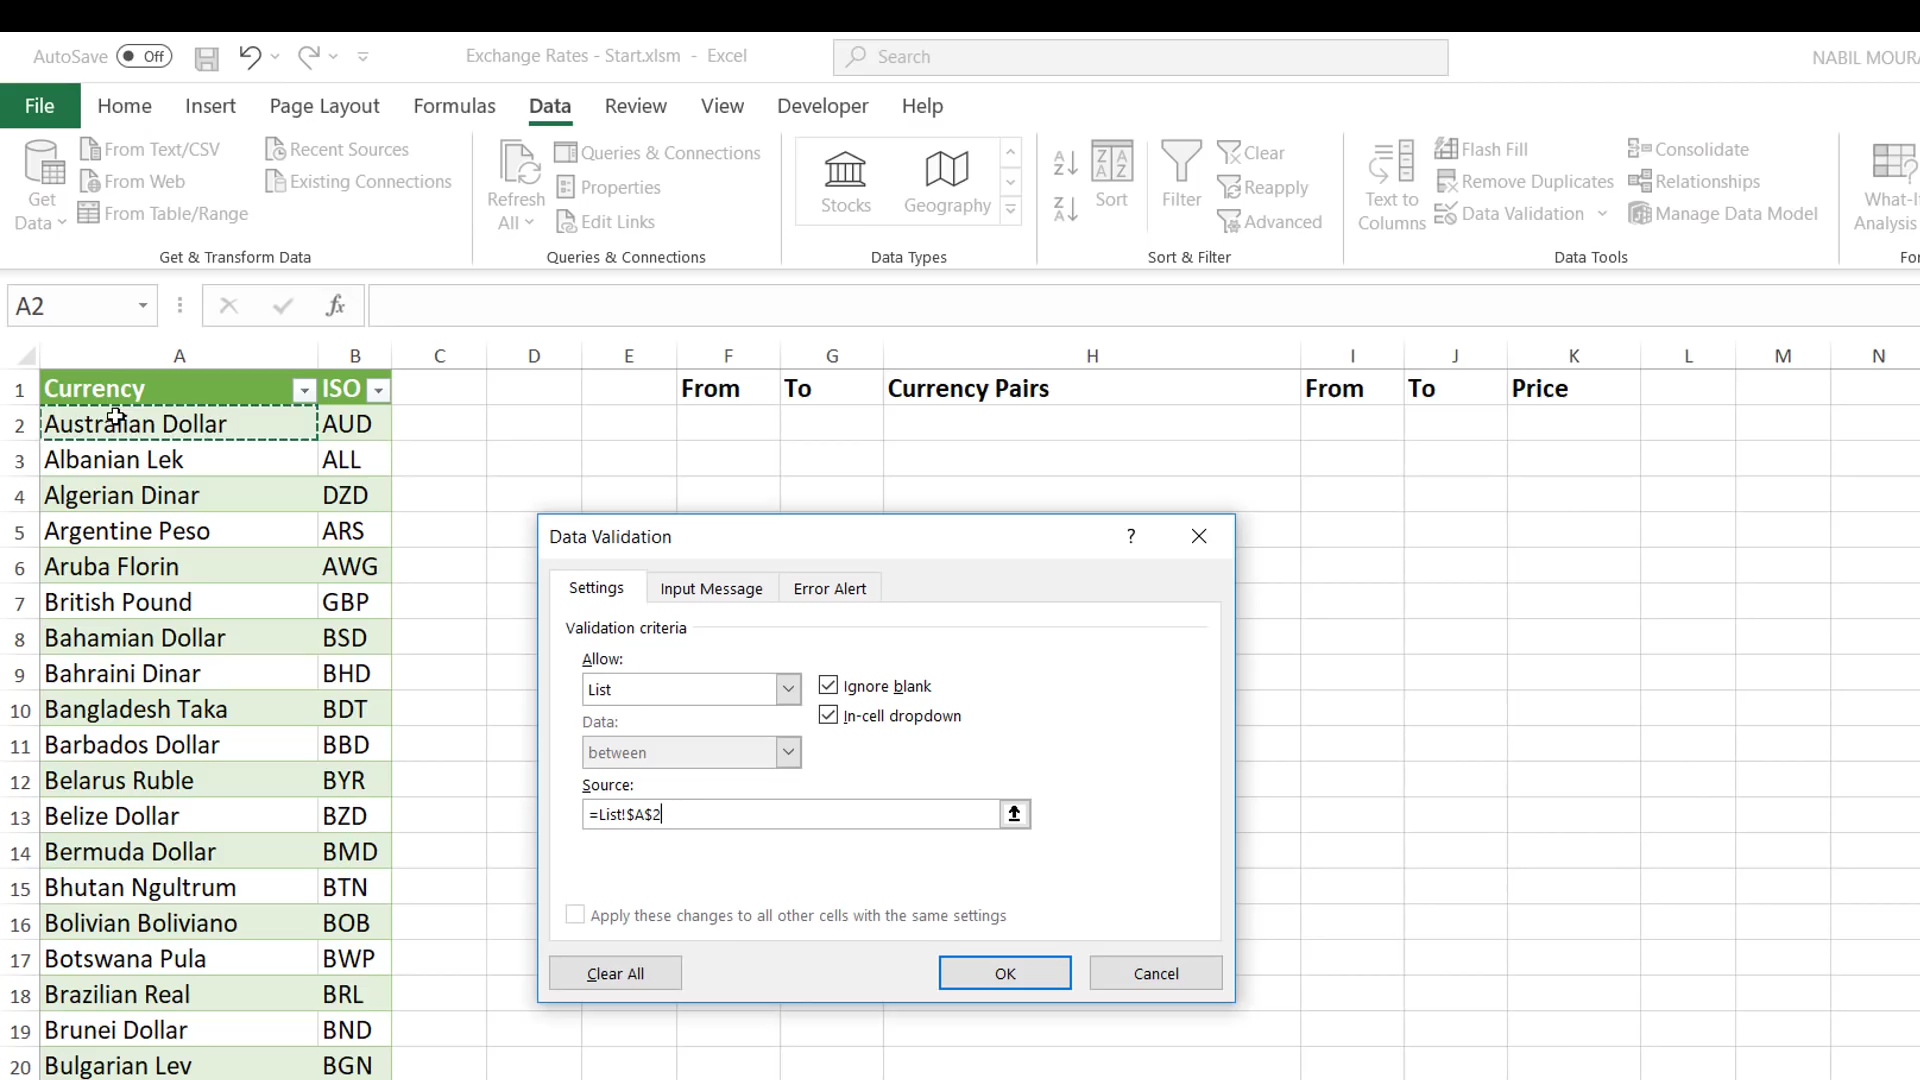 AutoSave Off Exchange Rates - Start.xlsm - Excel Search
File Home Insert Page Layout Formulas Data Review View Developer Help
Get Data
From Text/CSV
From Web
From Table/Range
Recent Sources
Existing Connections
Get & Transform Data
Refresh All
Queries & Connections
Properties
Edit Links
Queries & Connections
Stocks Geography
Data Types
Sort
Filter
Clear
Reapply
Advanced
Sort & Filter
Text to Columns
Flash Fill
Remove Duplicates
Data Validation
Consolidate
Relationships
Manage Data Model
Data Tools
Analysis
A2 fx
A B C D E F G H I J K L M N
1 Currency ISO From To Currency Pairs From To Price
2 Australian Dollar AUD
3 Albanian Lek ALL
4 Algerian Dinar DZD
5 Argentine Peso ARS
6 Aruba Florin AWG
7 British Pound GBP
8 Bahamian Dollar BSD
9 Bahraini Dinar BHD
10 Bangladesh Taka BDT
11 Barbados Dollar BBD
12 Belarus Ruble BYR
13 Belize Dollar BZD
14 Bermuda Dollar BMD
15 Bhutan Ngultrum BTN
16 Bolivian Boliviano BOB
17 Botswana Pula BWP
18 Brazilian Real BRL
19 Brunei Dollar BND
20 Bulgarian Lev BGN
Data Validation ?
Settings Input Message Error Alert
Validation criteria
Allow:
List
Ignore blank
In-cell dropdown
Data:
between
Source:
=List!$A$2
Apply these changes to all other cells with the same settings
Clear All OK Cancel